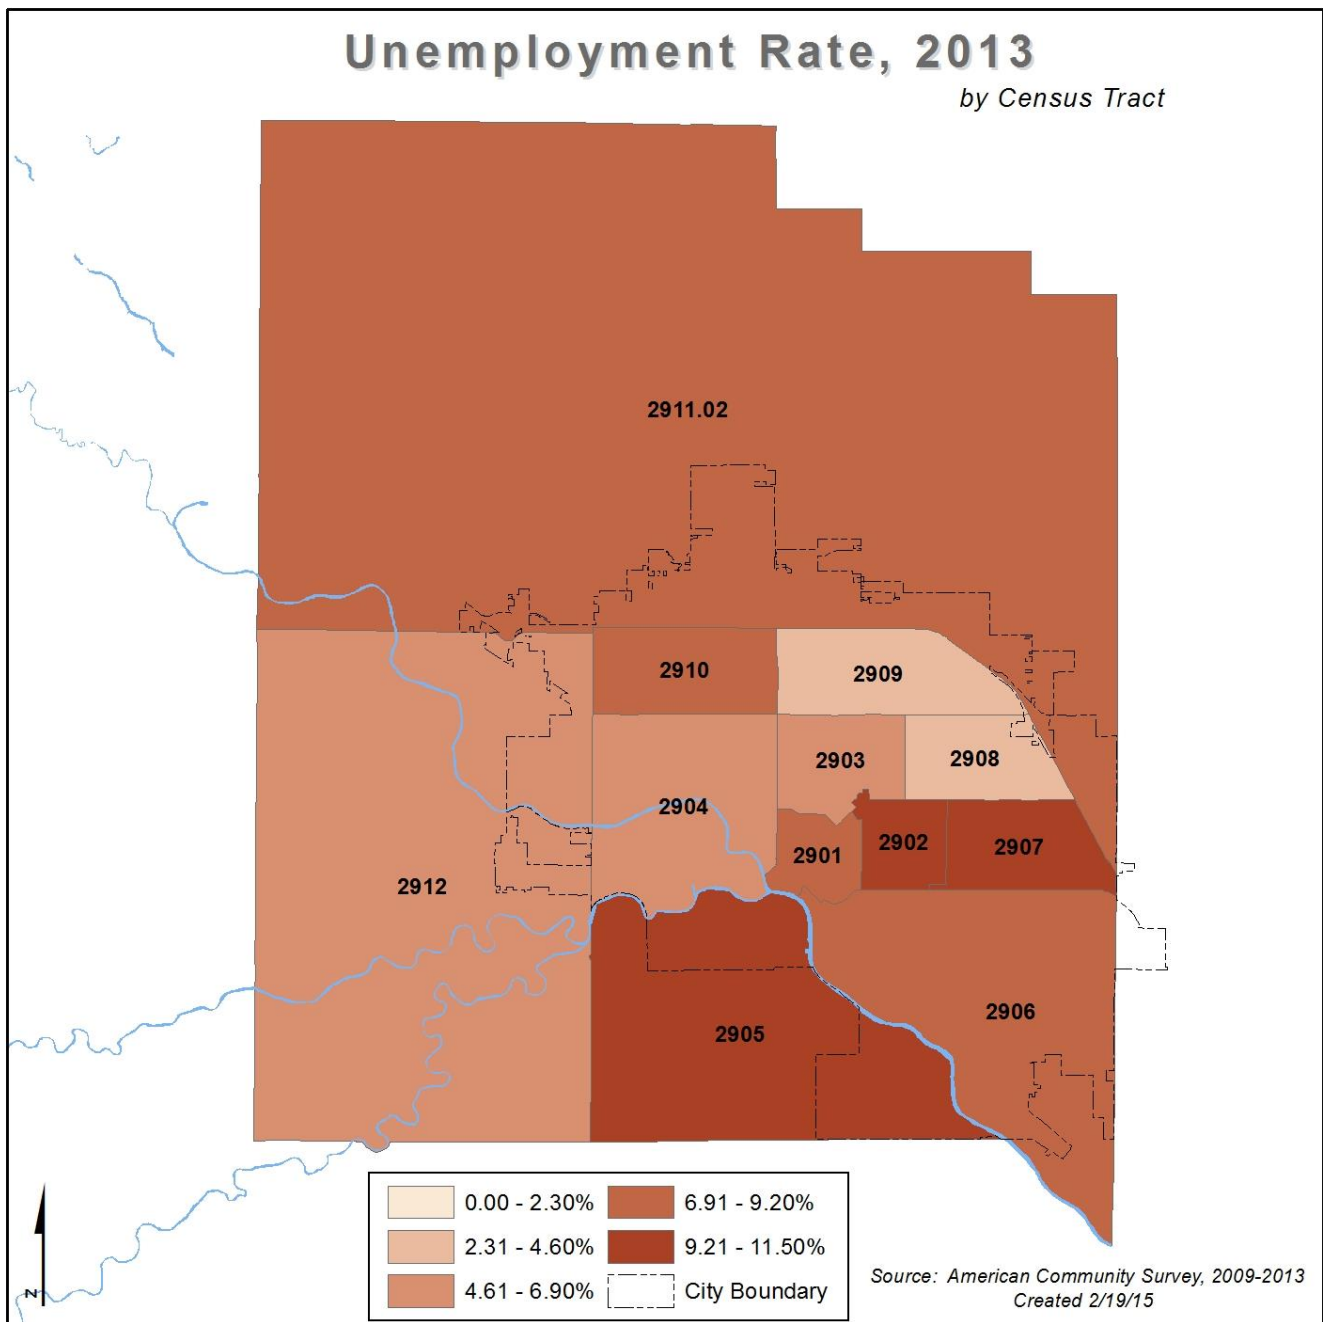 Unemployment Rate, 2013
by Census Tract
2911.02
2910
2909
2903
2908
2904
2901
2902
2907
2912
2906
2905
0.00 - 2.30%
2.31 - 4.60%
4.61 - 6.90%
6.91 - 9.20%
9.21 - 11.50%
City Boundary
N
Source: American Community Survey, 2009-2013
Created 2/19/15